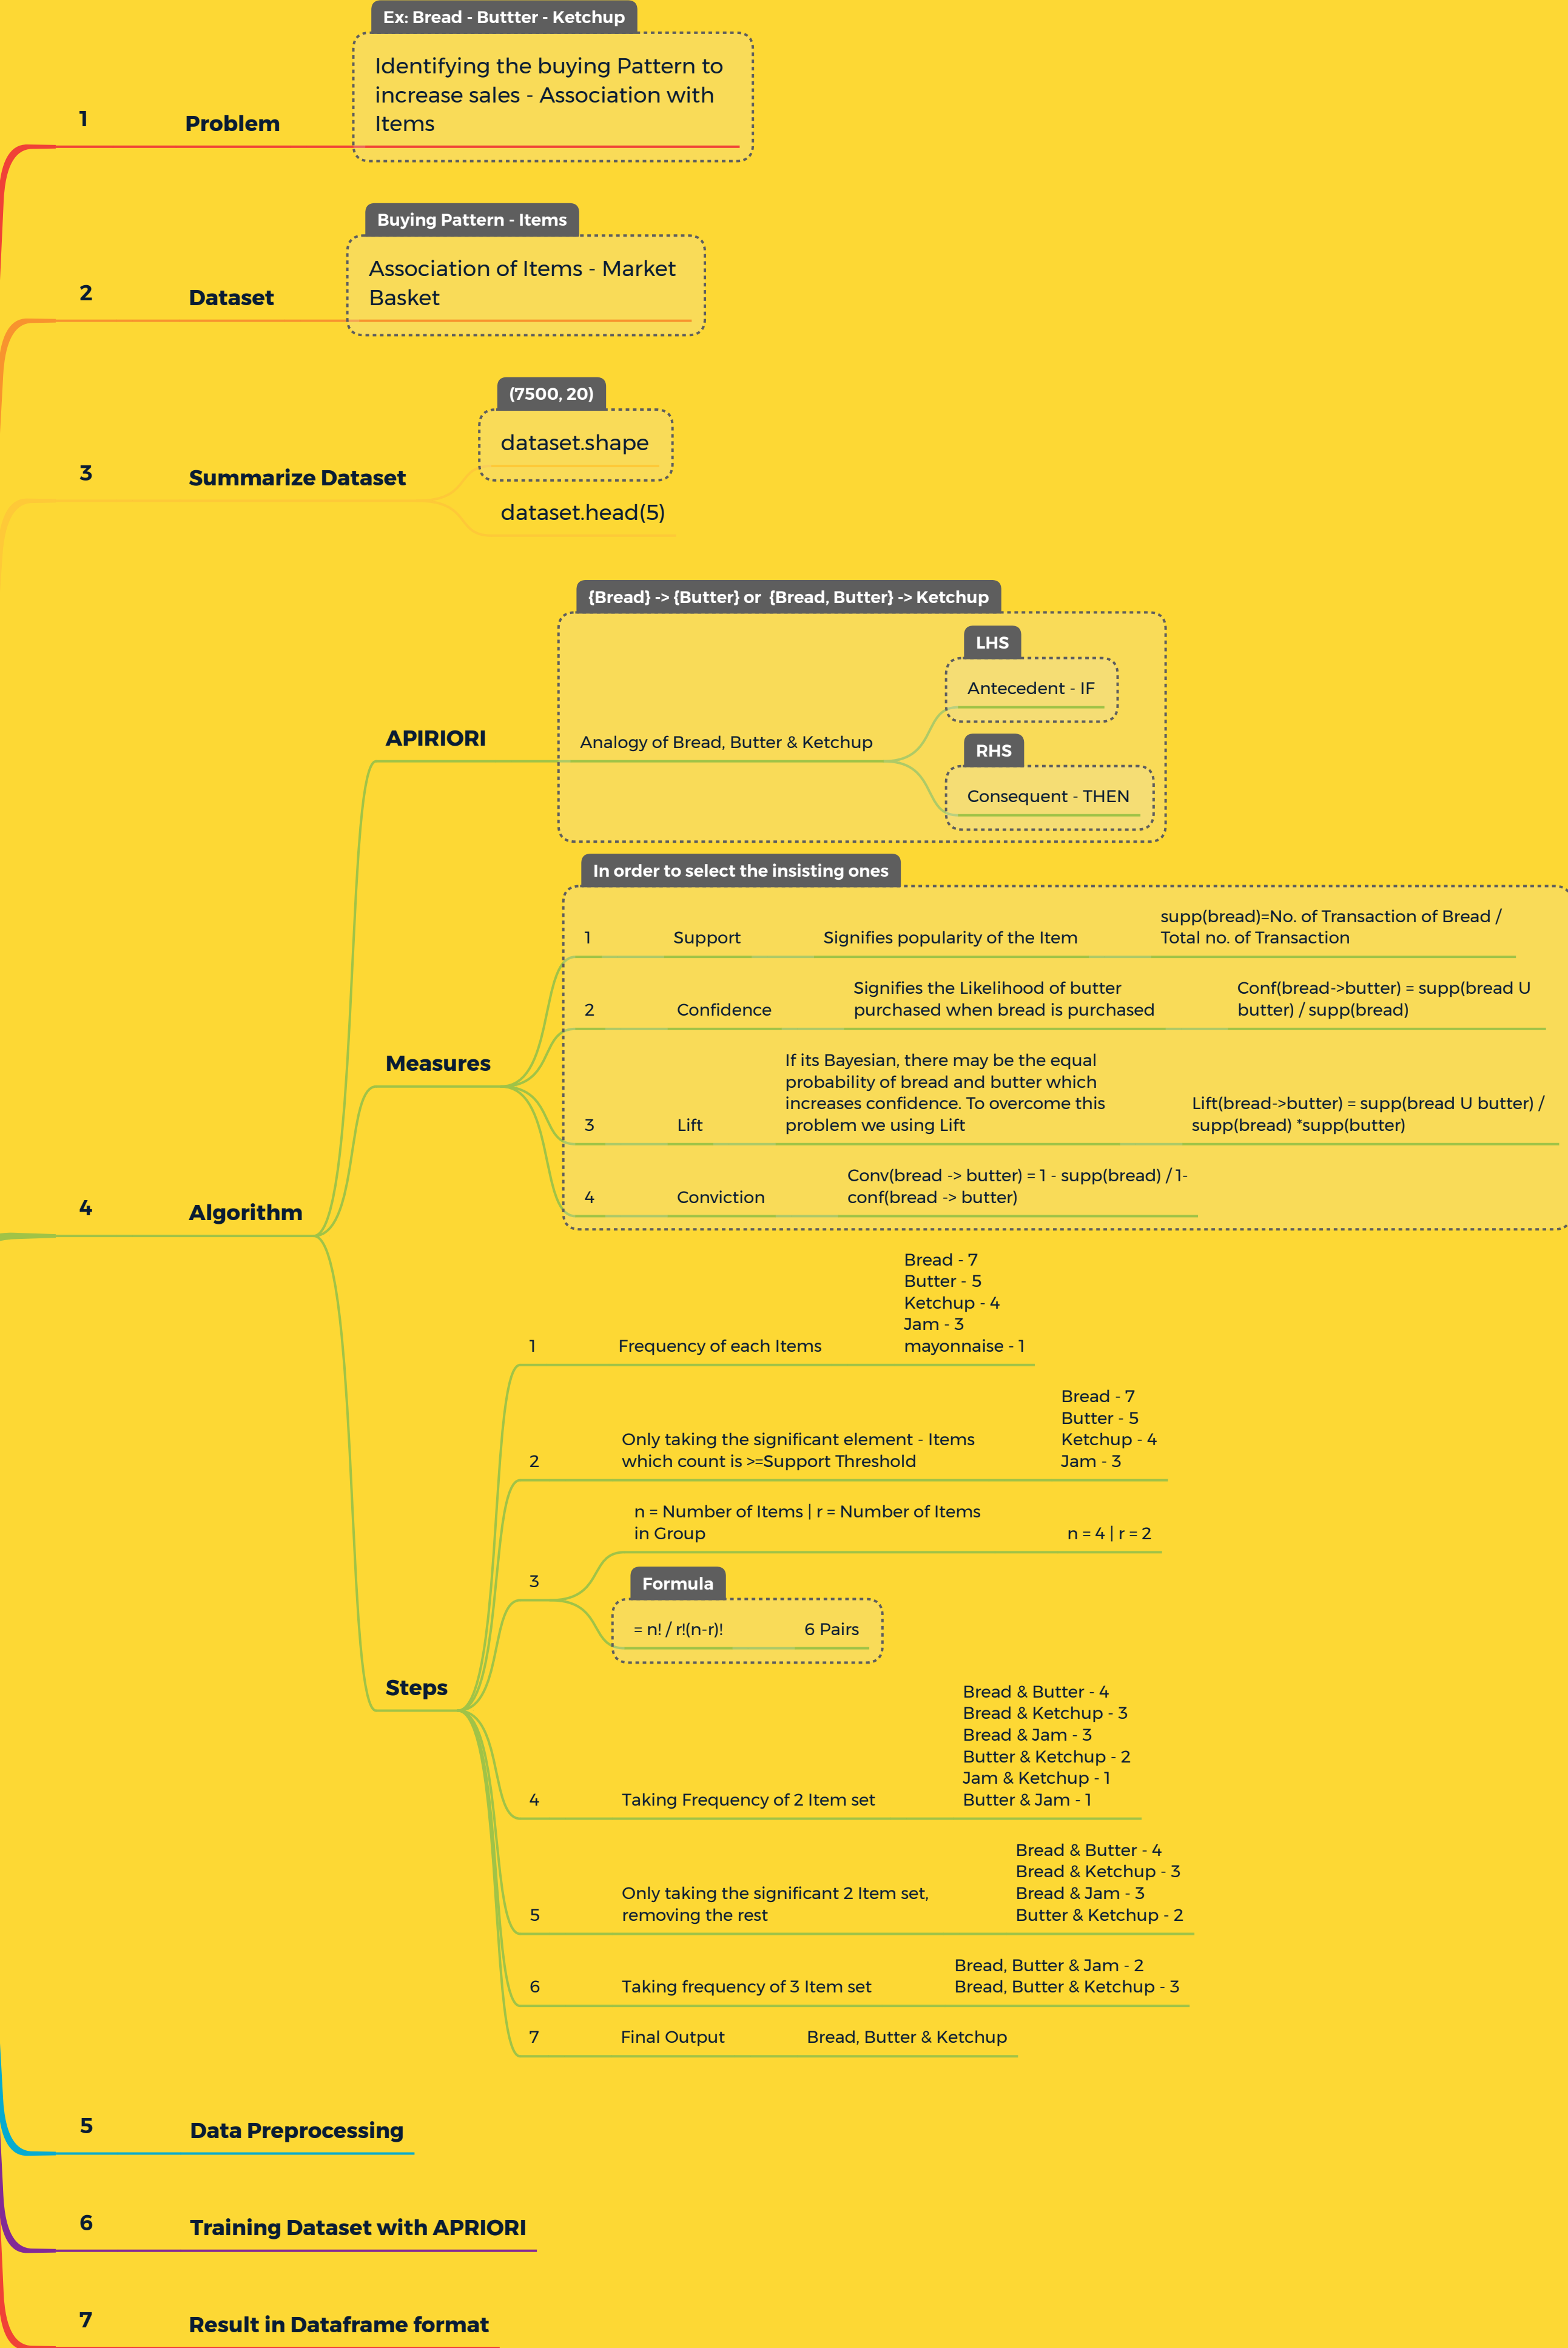 Ex: Bread - Buttter - Ketchup
Identifying the buying Pattern to
increase sales - Association with
Items
1
Problem
Buying Pattern - Items
Association of Items - Market
Basket
2
Dataset
(7500, 20)
dataset.shape
3
Summarize Dataset
dataset.head(5)
{Bread} -> {Butter} or {Bread, Butter} -> Ketchup
LHS
Antecedent - IF
APIRIORI
Analogy of Bread, Butter & Ketchup
RHS
Consequent - THEN
In order to select the insisting ones
1
Support
Signifies popularity of the Item
supp(bread)=No. of Transaction of Bread /
Total no. of Transaction
2
Confidence
Signifies the Likelihood of butter
purchased when bread is purchased
Conf(bread->butter) = supp(bread U
butter) / supp(bread)
Measures
3
Lift
If its Bayesian, there may be the equal
probability of bread and butter which
increases confidence. To overcome this
problem we using Lift
Lift(bread->butter) = supp(bread U butter) /
supp(bread) *supp(butter)
4
Conviction
Conv(bread -> butter) = 1 - supp(bread) / 1-
conf(bread -> butter)
4
Algorithm
1
Frequency of each Items
Bread - 7
Butter - 5
Ketchup - 4
Jam - 3
mayonnaise - 1
2
Only taking the significant element - Items
which count is >=Support Threshold
Bread - 7
Butter - 5
Ketchup - 4
Jam - 3
3
n = Number of Items | r = Number of Items
in Group
n = 4 | r = 2
Formula
= n! / r!(n-r)!
6 Pairs
Steps
4
Taking Frequency of 2 Item set
Bread & Butter - 4
Bread & Ketchup - 3
Bread & Jam - 3
Butter & Ketchup - 2
Jam & Ketchup - 1
Butter & Jam - 1
5
Only taking the significant 2 Item set,
removing the rest
Bread & Butter - 4
Bread & Ketchup - 3
Bread & Jam - 3
Butter & Ketchup - 2
6
Taking frequency of 3 Item set
Bread, Butter & Jam - 2
Bread, Butter & Ketchup - 3
7
Final Output
Bread, Butter & Ketchup
5
Data Preprocessing
6
Training Dataset with APRIORI
7
Result in Dataframe format